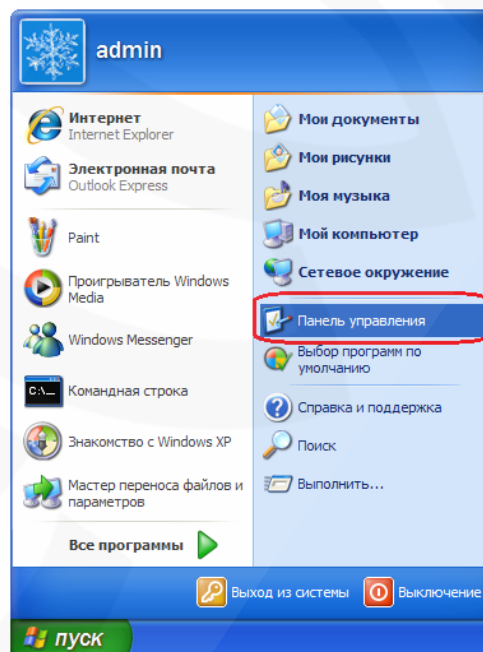 admin
Интернет
Internet Explorer
Электронная почта
Outlook Express
Paint
Проигрыватель Windows
Media
Windows Messenger
C:\_
Командная строка
Знакомство с Windows XP
Мастер переноса файлов и
параметров
Все программы
Мои документы
Мои рисунки
Моя музыка
Мой компьютер
Сетевое окружение
Панель управления
Выбор программ по
умолчанию
Справка и поддержка
Поиск
Выполнить...
Выход из системы
Выключение
пуск